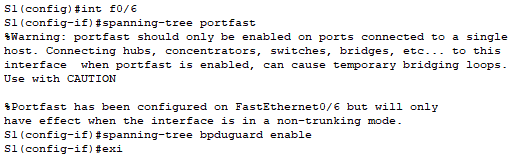 S1(config)#int f0/6
S1(config-if)#spanning-tree portfast
%Warning: portfast should only be enabled on ports connected to a single
host. Connecting hubs, concentrators, switches, bridges, etc... to this
interface  when portfast is enabled, can cause temporary bridging loops.
Use with CAUTION

%Portfast has been configured on FastEthernet0/6 but will only
have effect when the interface is in a non-trunking mode.
S1(config-if)#spanning-tree bpduguard enable
S1(config-if)#exi